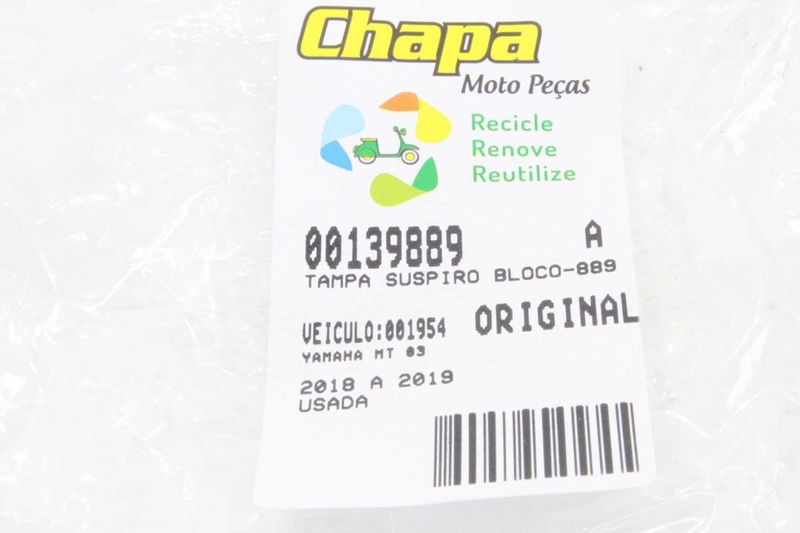 Chapa
Moto Peças
Recicle
Renove
Reutilize
00139889 A
TAMPA SUSPIRO BLOCO-889
VEICULO:001954 ORIGINAL
YAMAHA MT 03
2018 A 2019
USADA